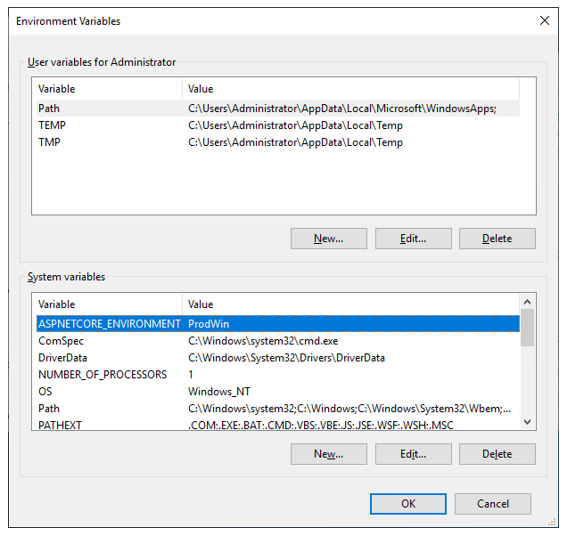 Environment Variables
User variables for Administrator
Variable Value
Path C:\Users\Administrator\AppData\Local\Microsoft\WindowsApps;
TEMP C:\Users\Administrator\AppData\Local\Temp
TMP C:\Users\Administrator\AppData\Local\Temp
New... Edit... Delete
System variables
Variable Value
ASPNETCORE_ENVIRONMENT ProdWin
ComSpec C:\Windows\system32\cmd.exe
DriverData C:\Windows\System32\Drivers\DriverData
NUMBER_OF_PROCESSORS 1
OS Windows_NT
Path C:\Windows\system32;C:\Windows;C:\Windows\System32\Wbem;...
PATHEXT .COM;.EXE;.BAT;.CMD;.VBS;.VBE;.JS;.JSE;.WSF;.WSH;.MSC
New... Edit... Delete
OK Cancel